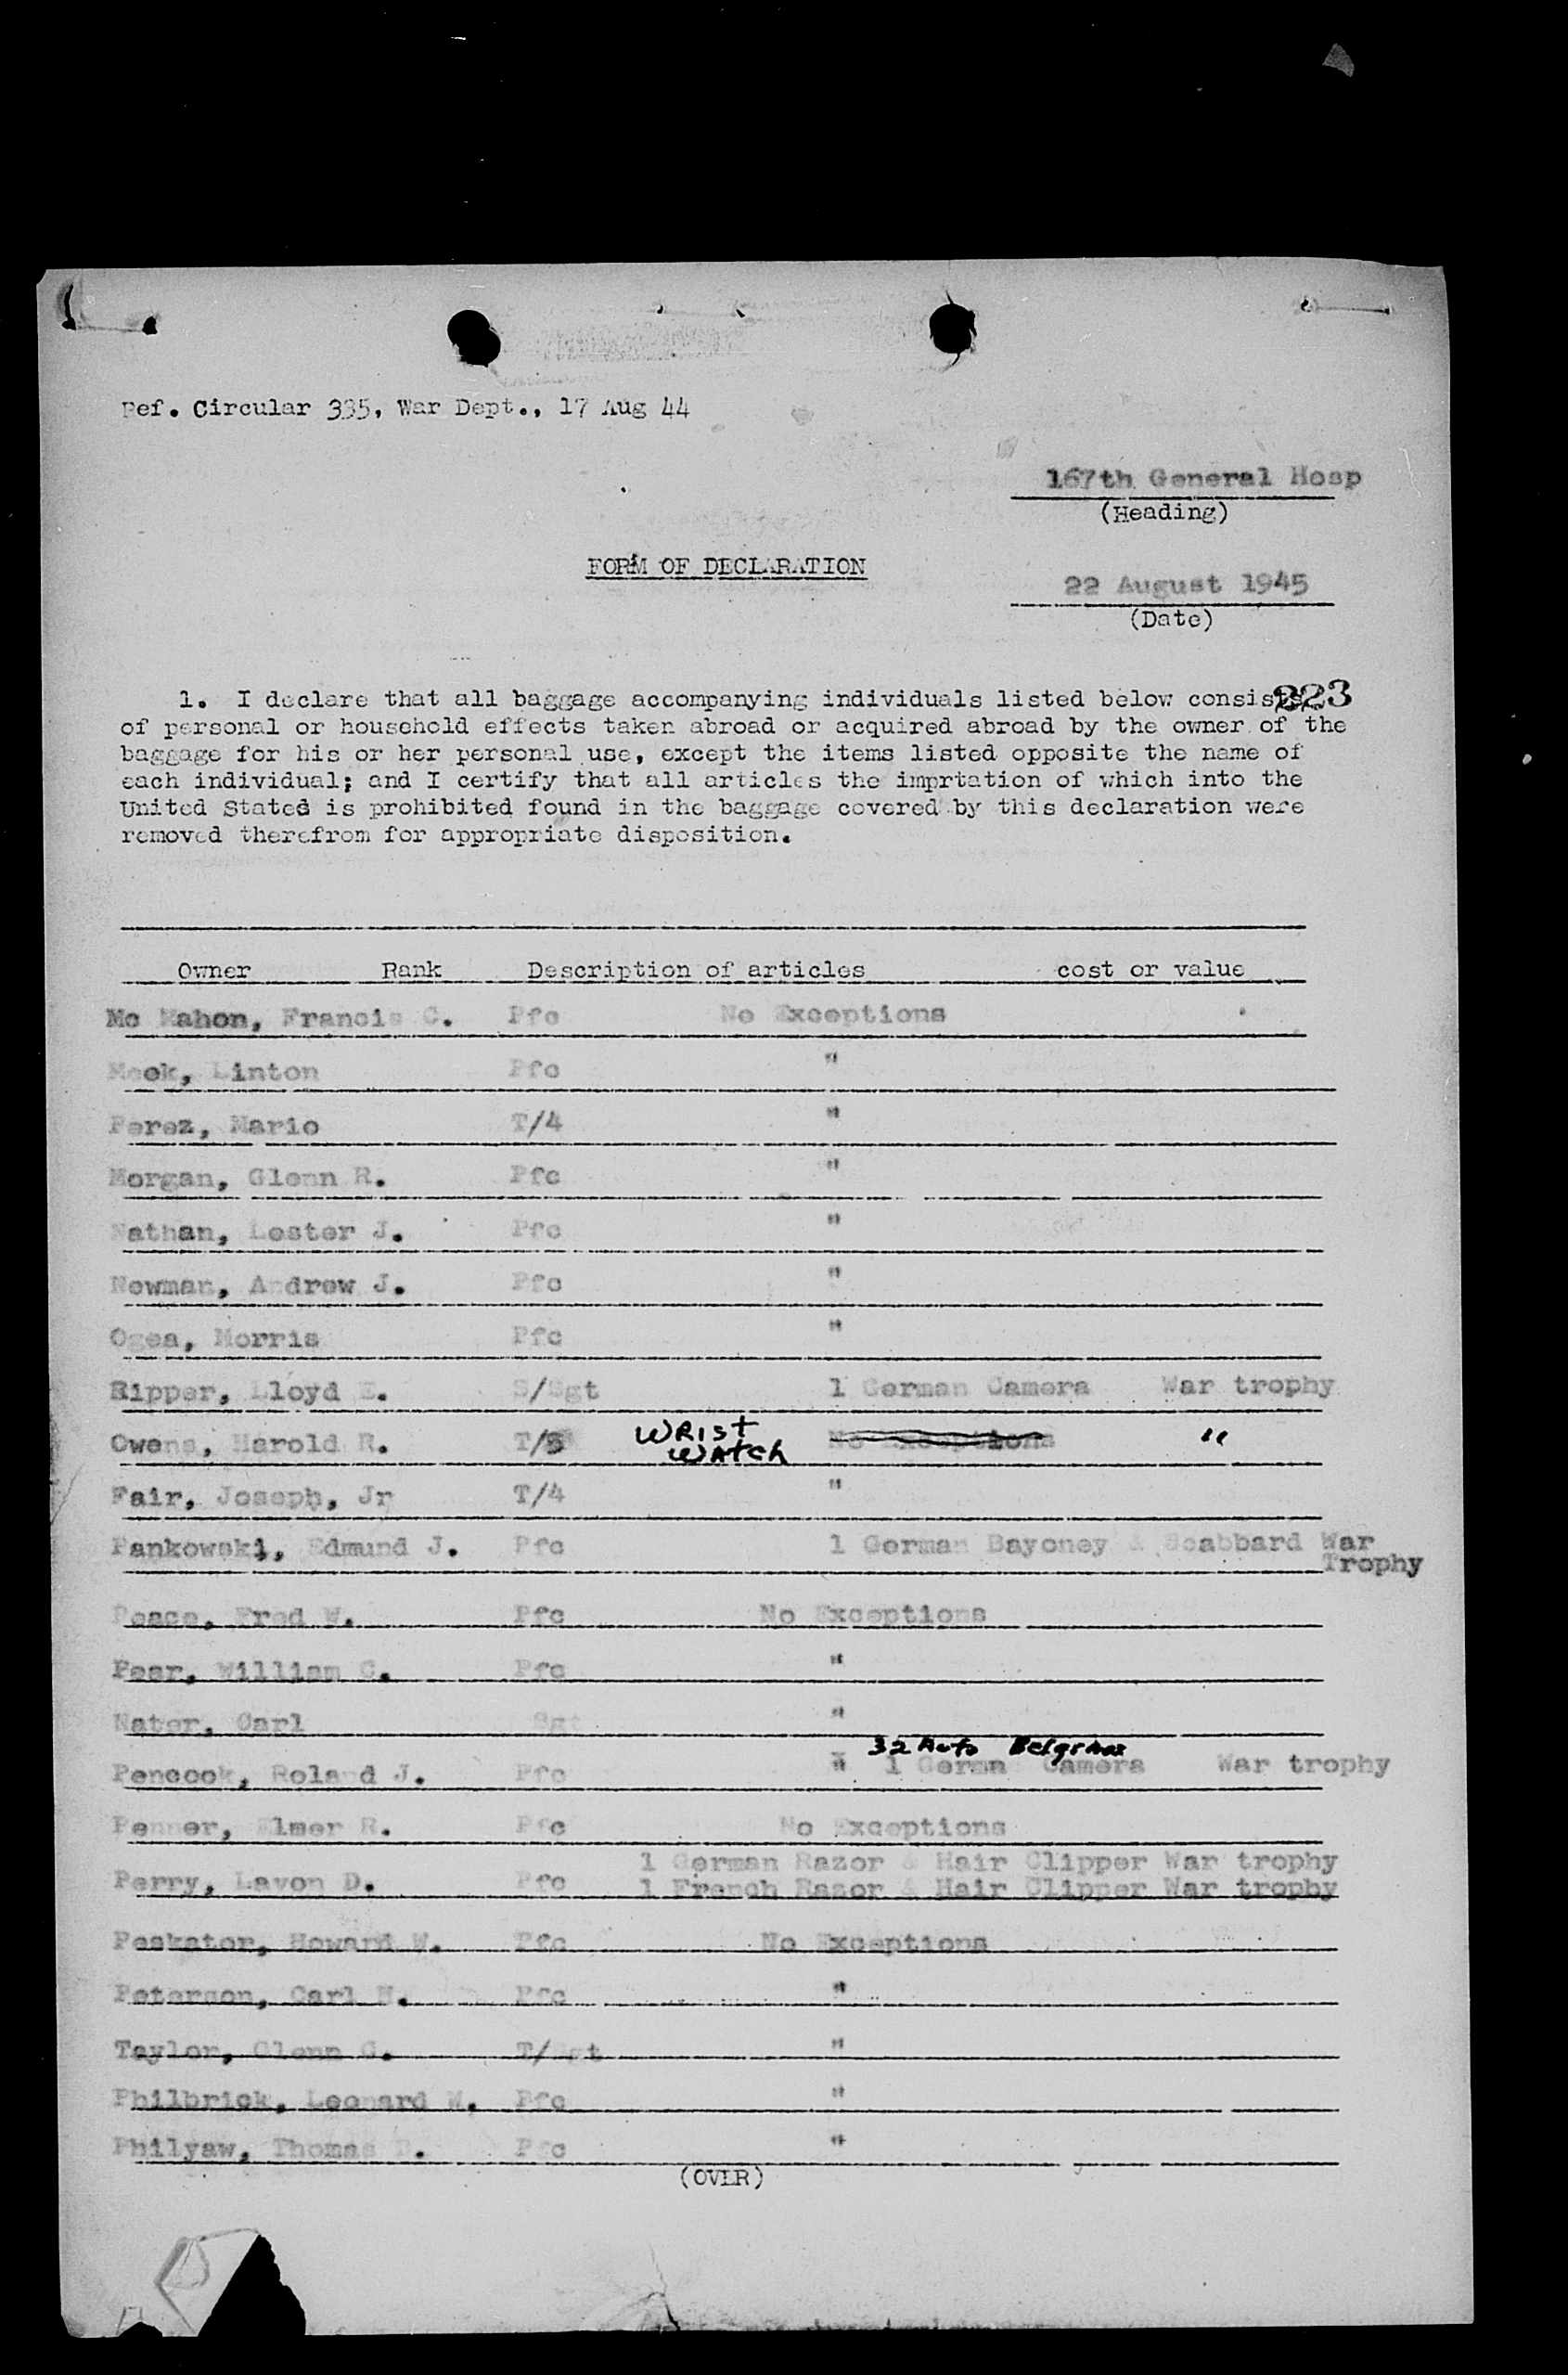 Ref. Circular 335, War Dept., 17 Aug 44
167th General Hosp
(Heading)
FORM OF DECLARATION
22 August 1945
(Date)
223
1. I declare that all baggage accompanying individuals listed below consists
of personal or household effects taken abroad or acquired abroad by the owner of the
baggage for his or her personal use, except the items listed opposite the name of
each individual; and I certify that all articles the imprtation of which into the
United States is prohibited found in the baggage covered by this declaration were
removed therefrom for appropriate disposition.
Owner Rank Description of articles cost or value
Mc Mahon, Francis C. Pfc No Exceptions
Meek, Linton Pfc "
Perez, Mario T/4 "
Morgan, Glenn R. Pfc "
Nathan, Lester J. Pfc "
Newman, Andrew J. Pfc "
Ogea, Morris Pfc "
Ripper, Lloyd E. S/Sgt 1 German Camera War trophy
Owens, Harold R. T/5 WRist WAtch No Exceptions "
Fair, Joseph, Jr T/4 "
Pankowski, Edmund J. Pfc 1 German Bayoney & Scabbard War
Trophy
Peace, Fred W. Pfc No Exceptions
Pear, William C. Pfc "
Nater, Carl Sgt "
32 Auto
Pencook, Roland J. Pfc " 1 German Camera War trophy
Penner, Elmer R. Pfc No Exceptions
1 German Razor & Hair Clipper War trophy
Perry, Lavon D. Pfc 1 French Razor & Hair Clipper War trophy
Peskator, Howard W. Pfc No Exceptions
Peterson, Carl N. Pfc "
Taylor, Glenn G. T/Sgt "
Philbrick, Leonard W. Pfc "
Philyaw, Thomas Pfc "
(OVER)